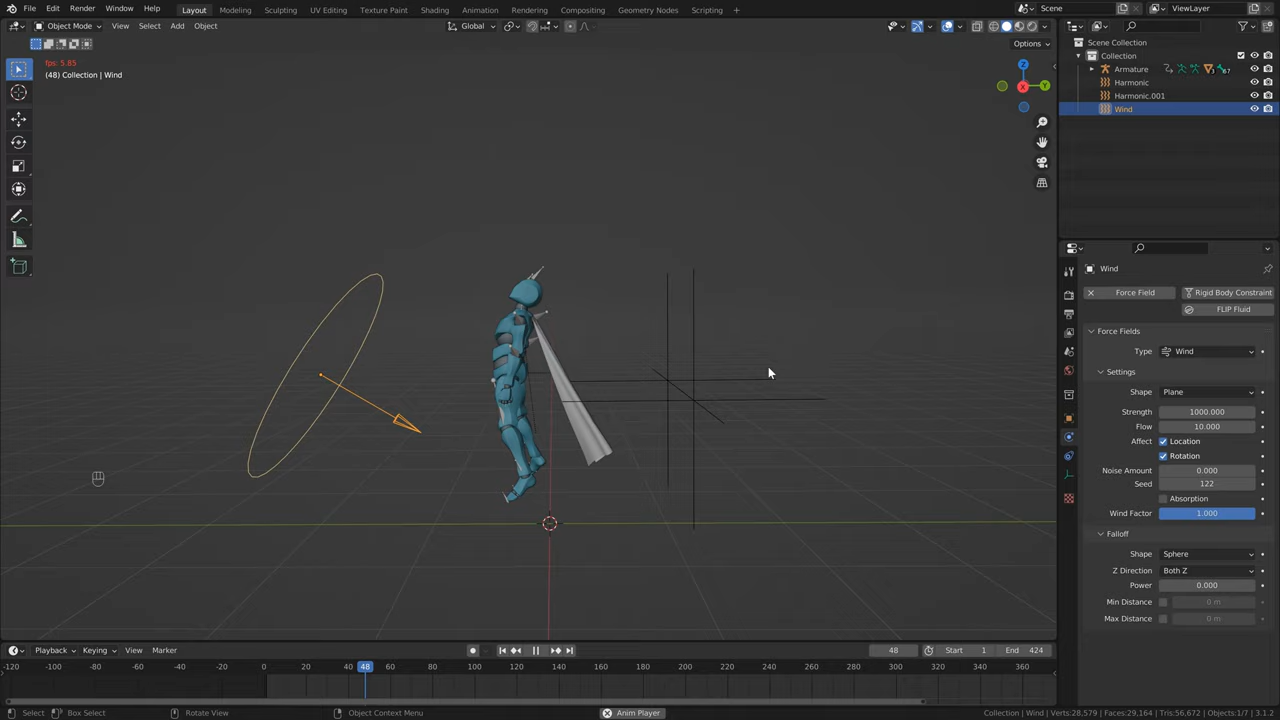 File Edit Render Window Help Layout Modeling Sculpting UV Editing Texture Paint Shading Animation Rendering Compositing Geometry Nodes Scripting Scene ViewLayer
Object Mode View Select Add Object Global
Options
fps: 5.85
(48) Collection | Wind
Z
Y
X
Scene Collection
Collection
Armature
Harmonic
Harmonic.001
Wind
Wind
Force Field Rigid Body Constraint
FLIP Fluid
Force Fields
Type Wind
Settings
Shape Plane
Strength 1000.000
Flow 10.000
Affect Location
Rotation
Noise Amount 0.000
Seed 122
Absorption
Wind Factor 1.000
Falloff
Shape Sphere
Z Direction Both Z
Power 0.000
Min Distance 0 m
Max Distance 0 m
Playback Keying View Marker 48 Start 1 End 424
-120 -100 -80 -60 -40 -20 0 20 40 48 60 80 100 120 140 160 180 200 220 240 260 280 300 320 340 360
Select Box Select Rotate View Object Context Menu Anim Player Collection | Wind | Verts:28,579 | Faces:29,164 | Tris:56,672 | Objects:1/7 | 3.1.2